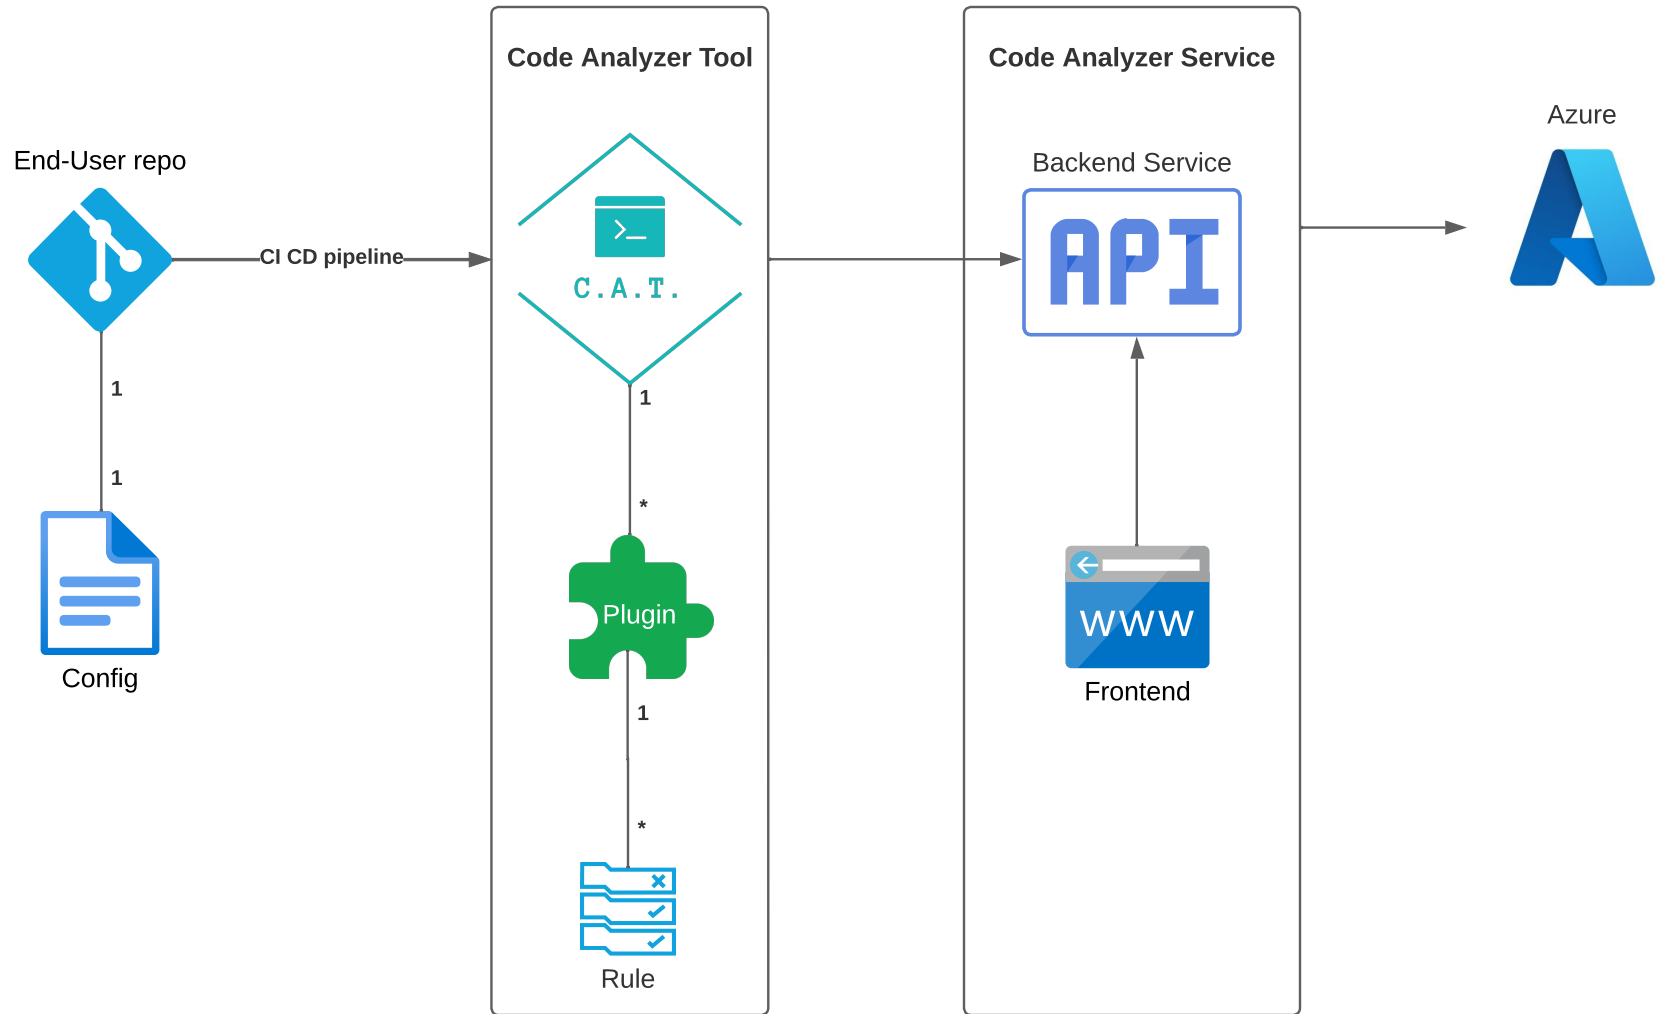 Code Analyzer Tool
Code Analyzer Service
Azure
End-User repo
Backend Service
CI CD pipeline
C.A.T.
API
1
1
1
*
Plugin
WWW
Config
Frontend
1
*
Rule